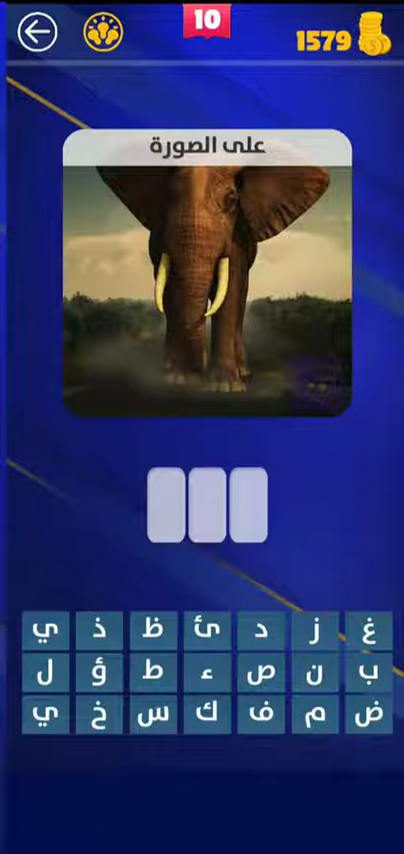 10
1579
على الصورة
غ ز د ئ ظ ذ ي
ب ن ص ء ط ؤ ل
ض م ف ك س خ ي